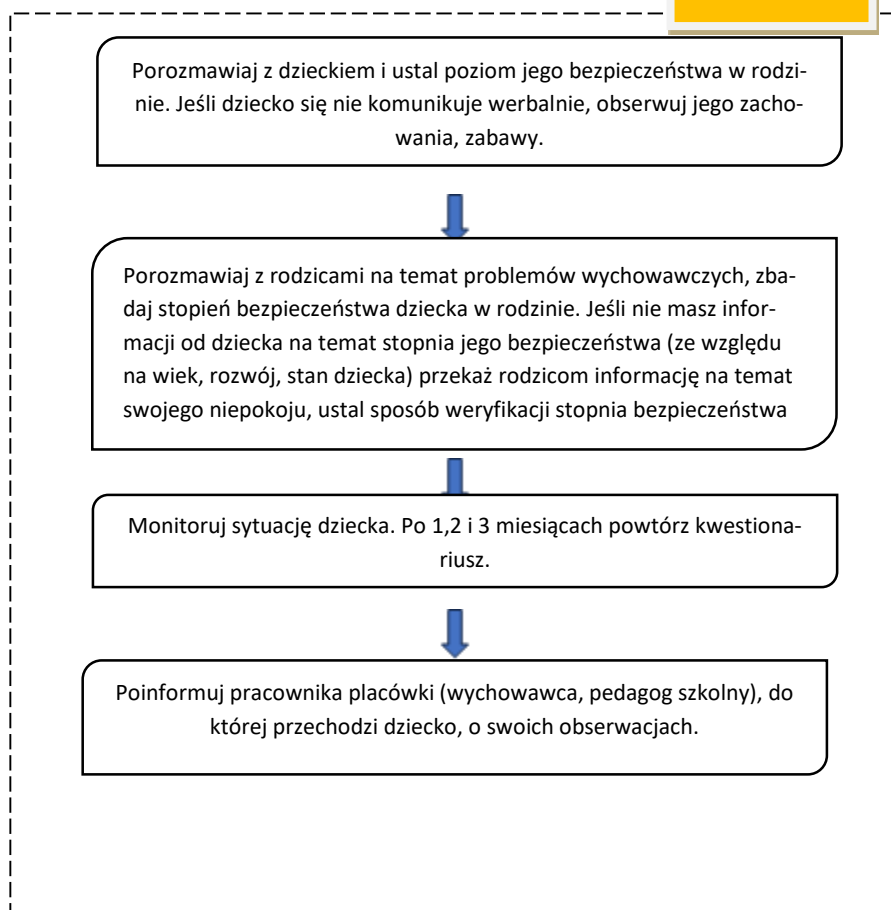 Porozmawiaj z dzieckiem i ustal poziom jego bezpieczeństwa w rodzi-
nie. Jeśli dziecko się nie komunikuje werbalnie, obserwuj jego zacho-
wania, zabawy.
Porozmawiaj z rodzicami na temat problemów wychowawczych, zba-
daj stopień bezpieczeństwa dziecka w rodzinie. Jeśli nie masz infor-
macji od dziecka na temat stopnia jego bezpieczeństwa (ze względu
na wiek, rozwój, stan dziecka) przekaż rodzicom informację na temat
swojego niepokoju, ustal sposób weryfikacji stopnia bezpieczeństwa
Monitoruj sytuację dziecka. Po 1,2 i 3 miesiącach powtórz kwestiona-
riusz.
Poinformuj pracownika placówki (wychowawca, pedagog szkolny), do
której przechodzi dziecko, o swoich obserwacjach.